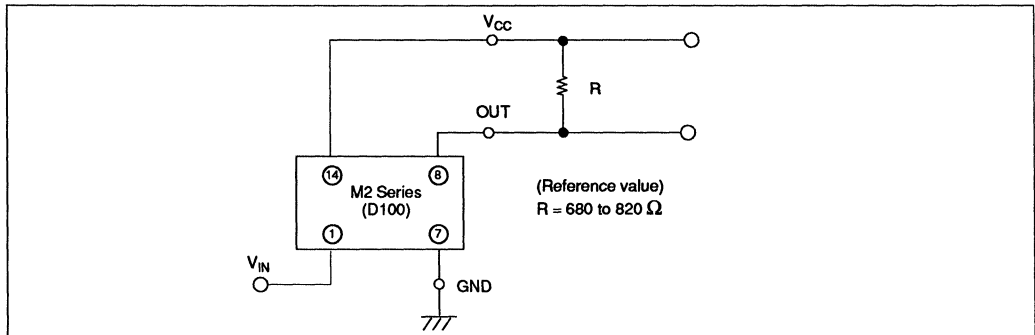 V_CC
R
OUT
14 8
M2 Series
(D100)
1 7
(Reference value)
R = 680 to 820 Ω
V_IN
GND